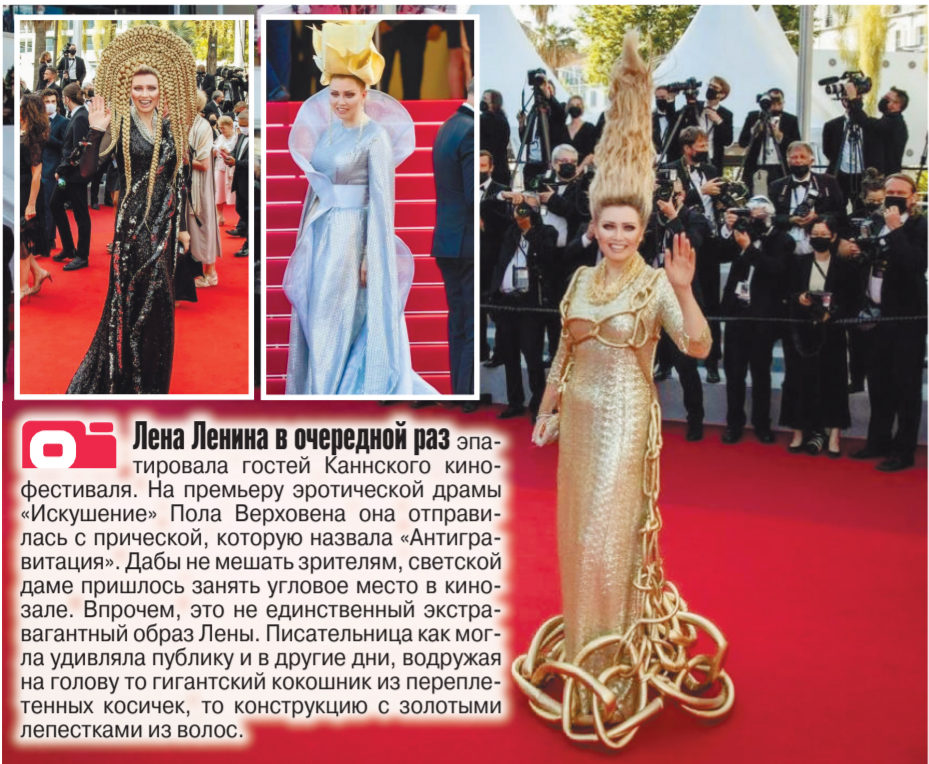 Лена Ленина в очередной раз эпа-
тировала гостей Каннского кино-
фестиваля. На премьеру эротической драмы
«Искушение» Пола Верховена она отправи-
лась с прической, которую назвала «Антигра-
витация». Дабы не мешать зрителям, светской
даме пришлось занять угловое место в кино-
зале. Впрочем, это не единственный экстра-
вагантный образ Лены. Писательница как мог-
ла удивляла публику и в другие дни, водружая
на голову то гигантский кокошник из перепле-
тенных косичек, то конструкцию с золотыми
лепестками из волос.